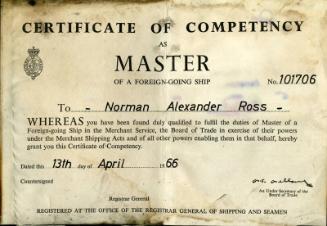 CERTIFICATE OF COMPETENCY
AS
MASTER
OF A FOREIGN-GOING SHIP
No. 101706
To - Norman Alexander Ross -
WHEREAS you have been found duly qualified to fulfil the duties of Master of
a Foreign-going Ship in the Merchant Service, the Board of Trade in exercise of their powers
under the Merchant Shipping Acts and of all other powers enabling them in that behalf, hereby
grant you this Certificate of Competency.
Dated this 13th day of April 1966
Countersigned
An Under Secretary of the
Board of Trade
Registrar General
REGISTERED AT THE OFFICE OF THE REGISTRAR GENERAL OF SHIPPING AND SEAMEN